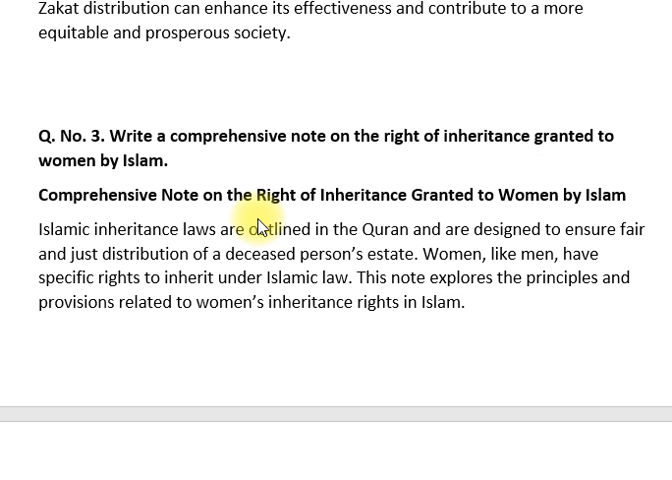 Zakat distribution can enhance its effectiveness and contribute to a more
equitable and prosperous society.
Q. No. 3. Write a comprehensive note on the right of inheritance granted to
women by Islam.
Comprehensive Note on the Right of Inheritance Granted to Women by Islam
Islamic inheritance laws are outlined in the Quran and are designed to ensure fair
and just distribution of a deceased person’s estate. Women, like men, have
specific rights to inherit under Islamic law. This note explores the principles and
provisions related to women’s inheritance rights in Islam.